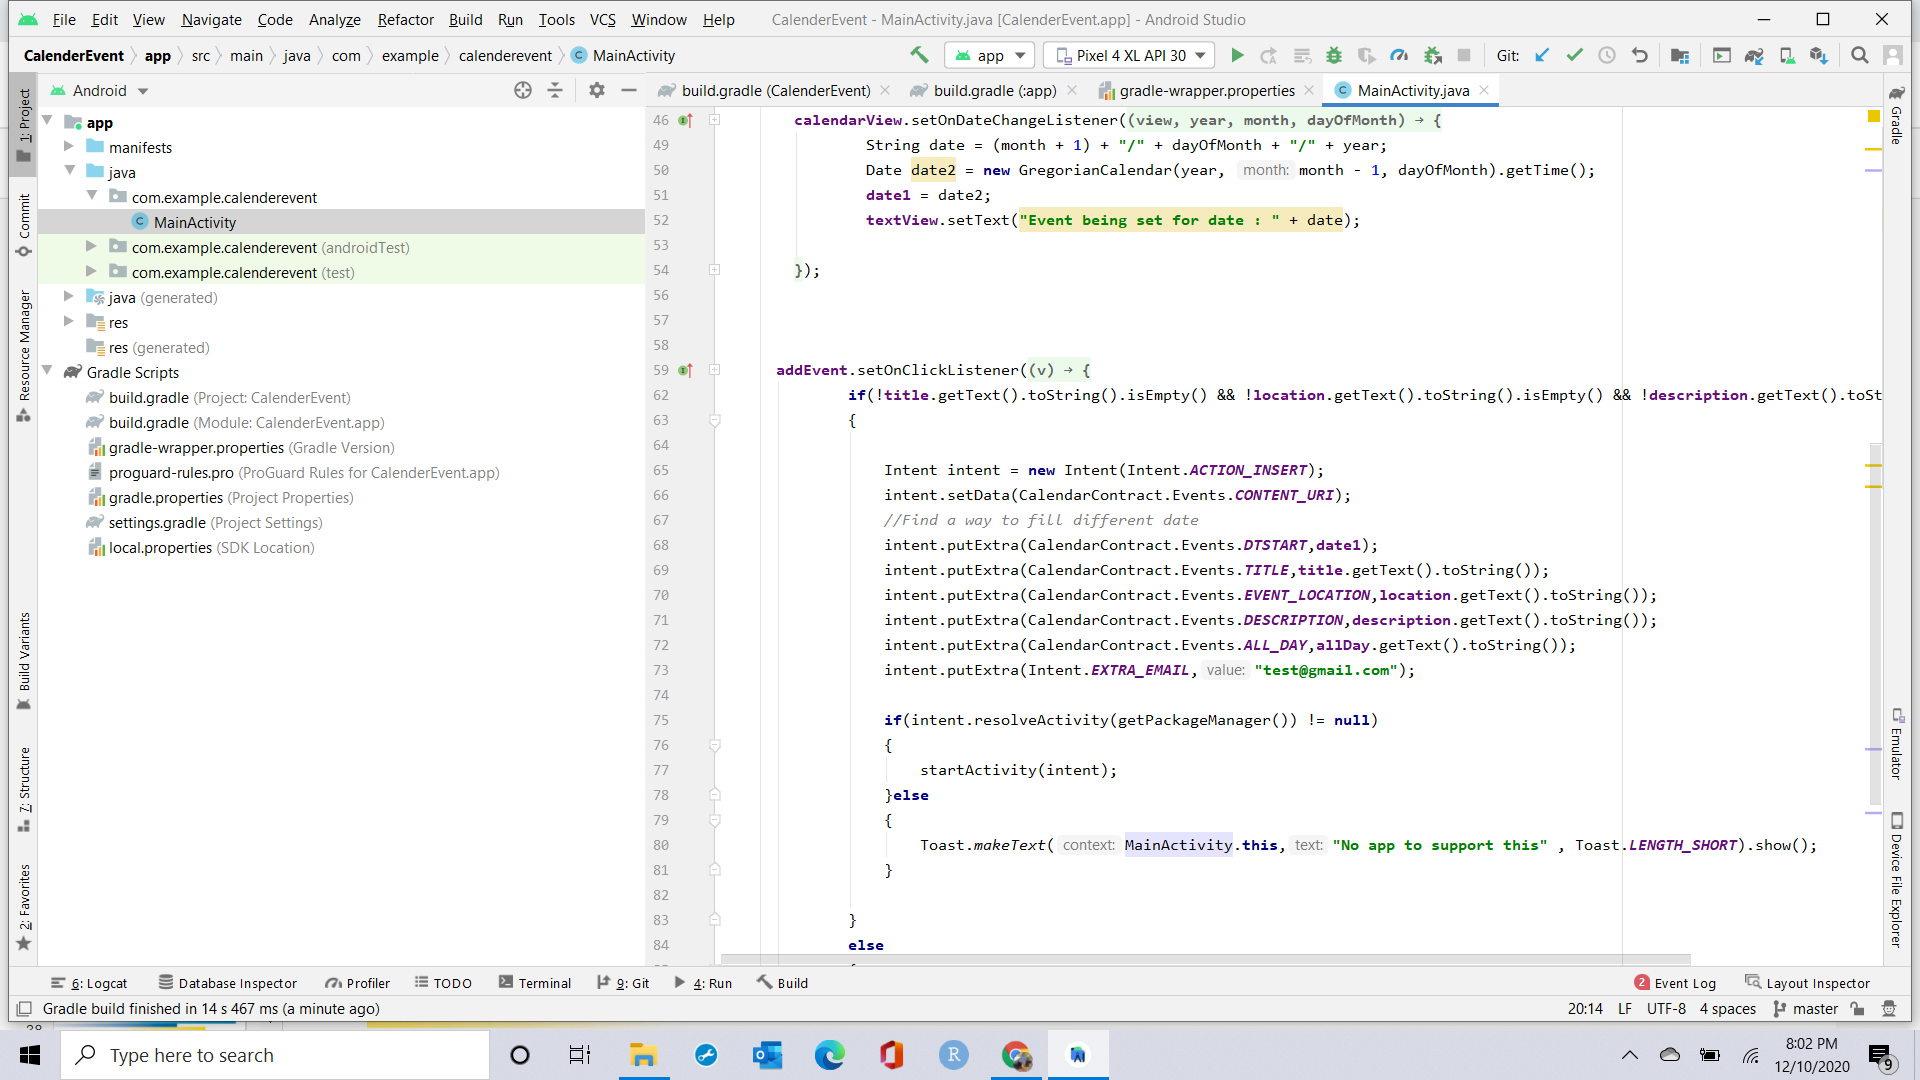 File Edit View Navigate Code Analyze Refactor Build Run Tools VCS Window Help CalenderEvent - MainActivity.java [CalenderEvent.app] - Android Studio
CalenderEvent app src main java com example calenderevent MainActivity app Pixel 4 XL API 30 Git:
Android
build.gradle (CalenderEvent) build.gradle (:app) gradle-wrapper.properties MainActivity.java
1: Project
Commit
Resource Manager
Build Variants
7: Structure
2: Favorites
app
manifests
java
com.example.calenderevent
MainActivity
com.example.calenderevent (androidTest)
com.example.calenderevent (test)
java (generated)
res
res (generated)
Gradle Scripts
build.gradle (Project: CalenderEvent)
build.gradle (Module: CalenderEvent.app)
gradle-wrapper.properties (Gradle Version)
proguard-rules.pro (ProGuard Rules for CalenderEvent.app)
gradle.properties (Project Properties)
settings.gradle (Project Settings)
local.properties (SDK Location)
46 calendarView.setOnDateChangeListener((view, year, month, dayOfMonth) → {
49 String date = (month + 1) + "/" + dayOfMonth + "/" + year;
50 Date date2 = new GregorianCalendar(year, month: month - 1, dayOfMonth).getTime();
51 date1 = date2;
52 textView.setText("Event being set for date : " + date);
53
54 });
56
57
58
59 addEvent.setOnClickListener((v) → {
62 if(!title.getText().toString().isEmpty() && !location.getText().toString().isEmpty() && !description.getText().toSt
63 {
64
65 Intent intent = new Intent(Intent.ACTION_INSERT);
66 intent.setData(CalendarContract.Events.CONTENT_URI);
67 //Find a way to fill different date
68 intent.putExtra(CalendarContract.Events.DTSTART,date1);
69 intent.putExtra(CalendarContract.Events.TITLE,title.getText().toString());
70 intent.putExtra(CalendarContract.Events.EVENT_LOCATION,location.getText().toString());
71 intent.putExtra(CalendarContract.Events.DESCRIPTION,description.getText().toString());
72 intent.putExtra(CalendarContract.Events.ALL_DAY,allDay.getText().toString());
73 intent.putExtra(Intent.EXTRA_EMAIL, value: "test@gmail.com");
74
75 if(intent.resolveActivity(getPackageManager()) != null)
76 {
77 startActivity(intent);
78 }else
79 {
80 Toast.makeText( context: MainActivity.this, text: "No app to support this" , Toast.LENGTH_SHORT).show();
81 }
82
83 }
84 else
Gradle
Emulator
Device File Explorer
6: Logcat Database Inspector Profiler TODO Terminal 9: Git 4: Run Build 2 Event Log Layout Inspector
Gradle build finished in 14 s 467 ms (a minute ago) 20:14 LF UTF-8 4 spaces master
Type here to search
R
8:02 PM
12/10/2020
9